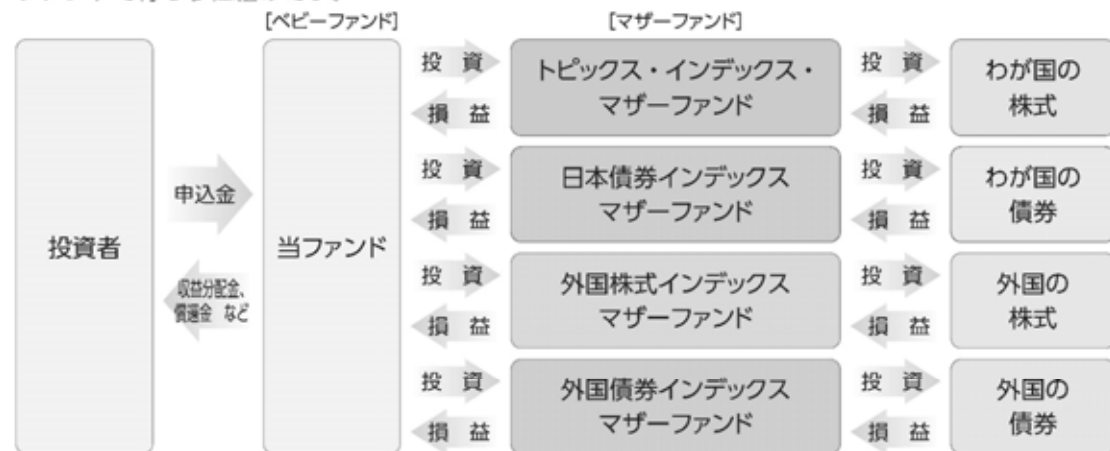 [ベビーファンド]
[マザーファンド]
投資者
申込金
収益分配金、
償還金 など
当ファンド
投 資
損 益
トピックス・インデックス・
マザーファンド
投 資
損 益
わが国の
株式
投 資
損 益
日本債券インデックス
マザーファンド
投 資
損 益
わが国の
債券
投 資
損 益
外国株式インデックス
マザーファンド
投 資
損 益
外国の
株式
投 資
損 益
外国債券インデックス
マザーファンド
投 資
損 益
外国の
債券